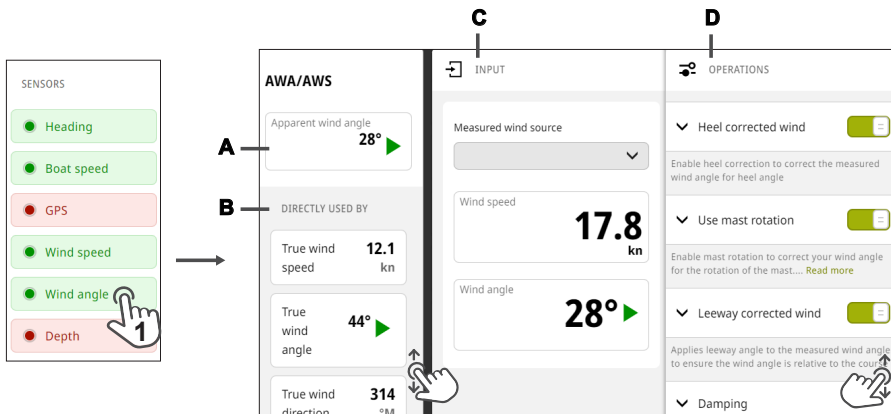 C
D
SENSORS
Heading
Boat speed
GPS
Wind speed
Wind angle
Depth
1
AWA/AWS
A
Apparent wind angle
28°
B
DIRECTLY USED BY
True wind
speed
12.1
kn
True
wind
angle
44°
True wind
direction
314
°M
INPUT
Measured wind source
Wind speed
17.8
kn
Wind angle
28°
OPERATIONS
Heel corrected wind
Enable heel correction to correct the measured
wind angle for heel angle
Use mast rotation
Enable mast rotation to correct your wind angle
for the rotation of the mast.... Read more
Leeway corrected wind
Applies leeway angle to the measured wind angle
to ensure the wind angle is relative to the course
Damping